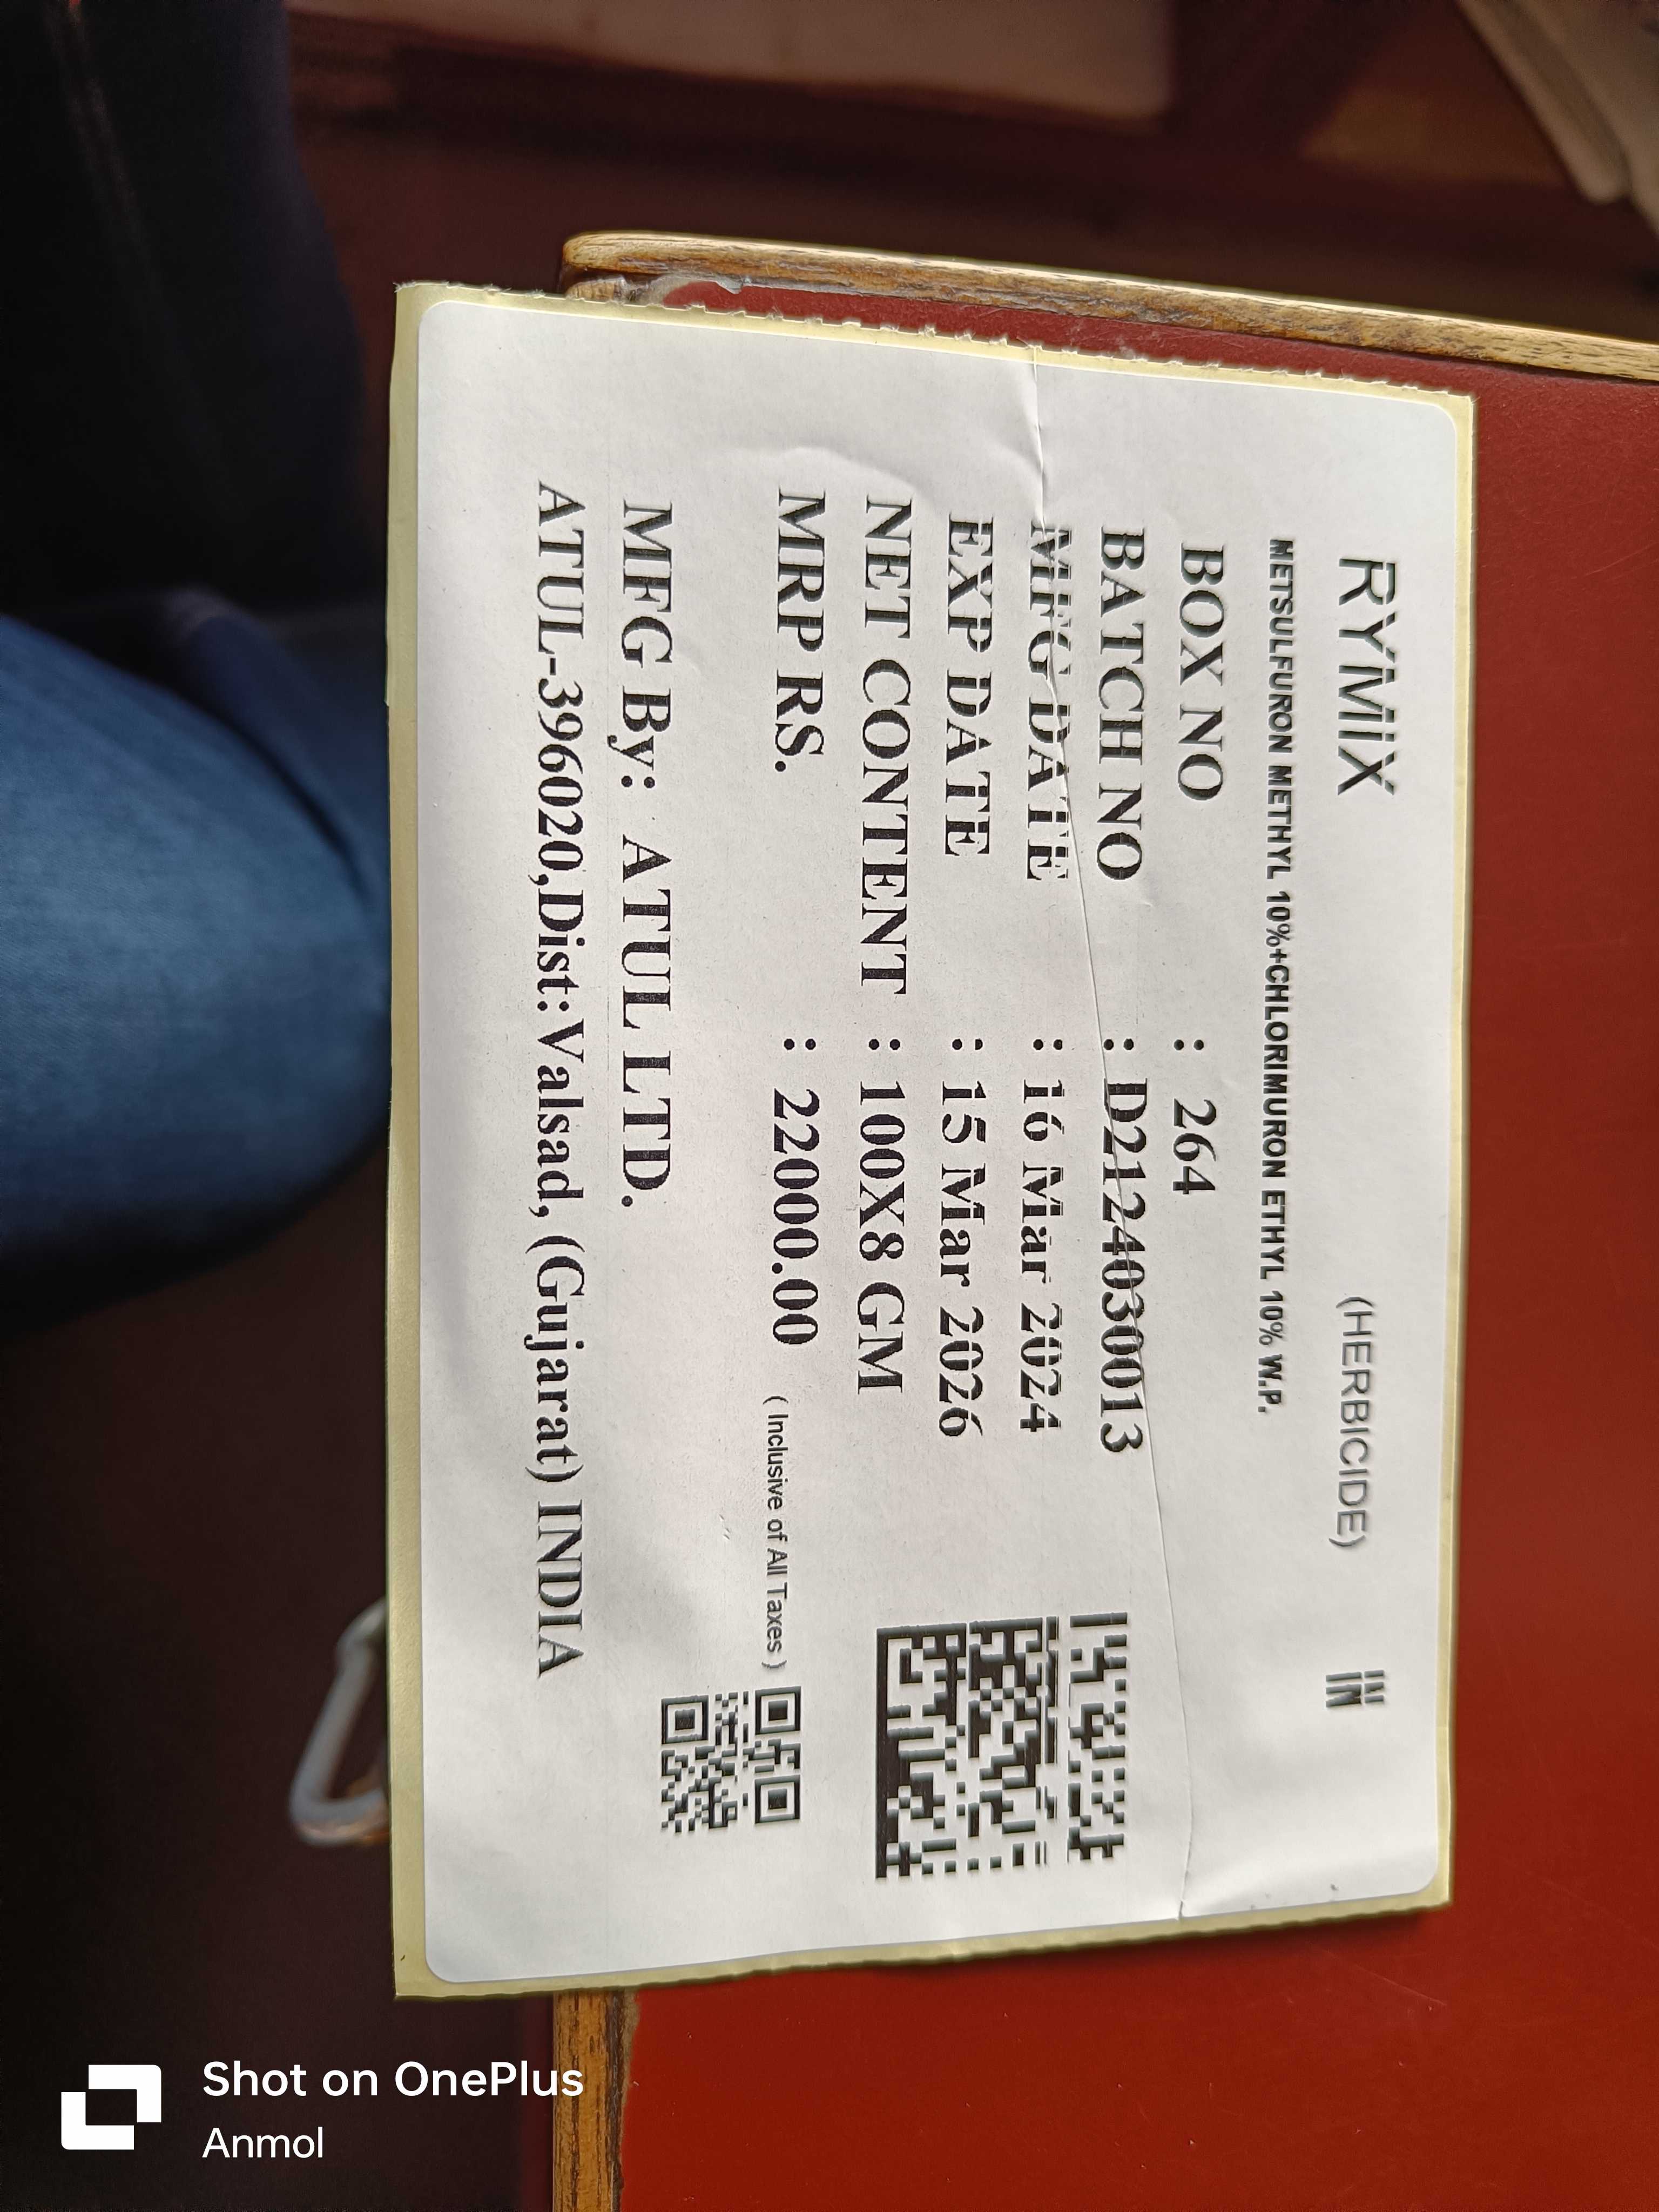 RYMiX (HERBICIDE) IN
METSULFURON METHYL 10%+CHLORIMURON ETHYL 10% W.P.
BOX NO : 264
BATCH NO : D2124030013
MFG DATE : 16 Mar 2024
EXP DATE : 15 Mar 2026
NET CONTENT : 100X8 GM
MRP RS. : 22000.00 ( Inclusive of All Taxes )
MFG By: ATUL LTD.
ATUL-396020,Dist:Valsad, (Gujarat) INDIA
Shot on OnePlus
Anmol